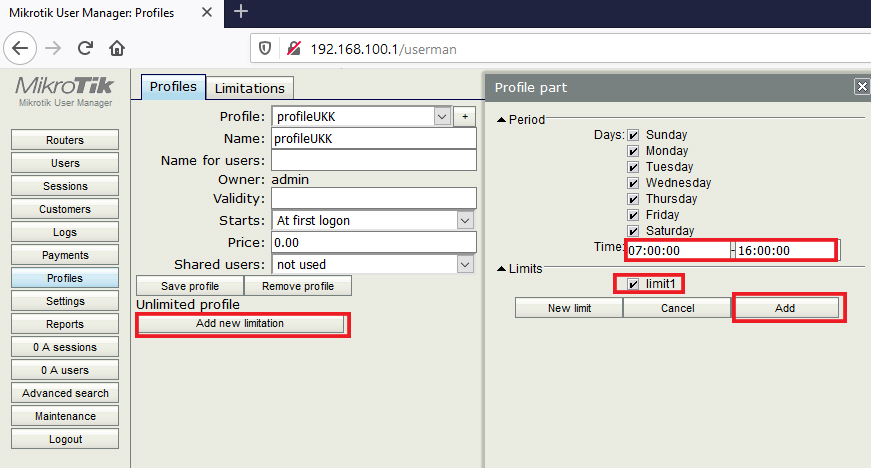 Mikrotik User Manager: Profiles
192.168.100.1/userman
MikroTik
Mikrotik User Manager
Routers
Users
Sessions
Customers
Logs
Payments
Profiles
Settings
Reports
0 A sessions
0 A users
Advanced search
Maintenance
Logout
Profiles Limitations
Profile: profileUKK +
Name: profileUKK
Name for users:
Owner: admin
Validity:
Starts: At first logon
Price: 0.00
Shared users: not used
Save profile Remove profile
Unlimited profile
Add new limitation
Profile part
Period
Days: Sunday
Monday
Tuesday
Wednesday
Thursday
Friday
Saturday
Time: 07:00:00 - 16:00:00
Limits
limit1
New limit Cancel Add